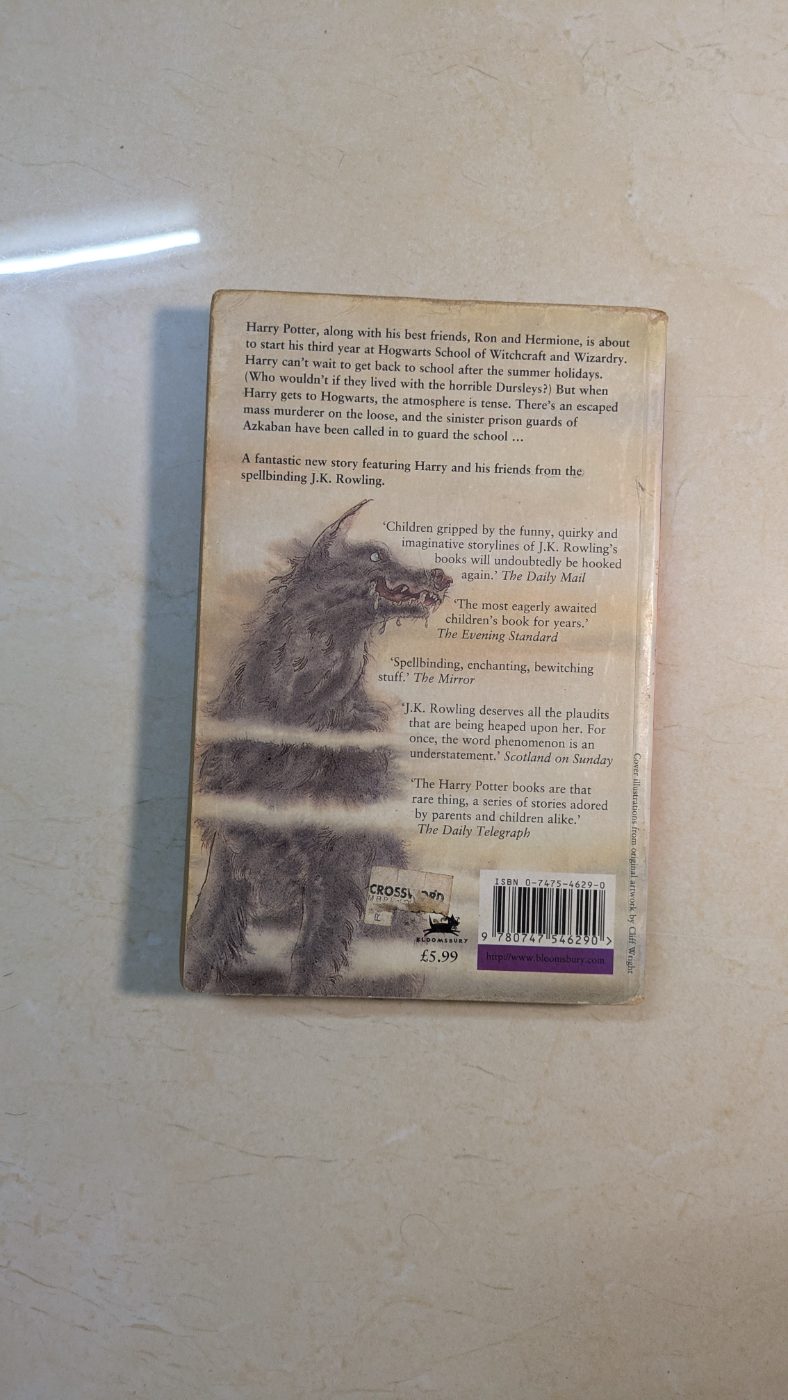 Harry Potter, along with his best friends, Ron and Hermione, is about
to start his third year at Hogwarts School of Witchcraft and Wizardry.
Harry can't wait to get back to school after the summer holidays.
(Who wouldn't if they lived with the horrible Dursleys?) But when
Harry gets to Hogwarts, the atmosphere is tense. There's an escaped
mass murderer on the loose, and the sinister prison guards of
Azkaban have been called in to guard the school ...
A fantastic new story featuring Harry and his friends from the
spellbinding J.K. Rowling.
'Children gripped by the funny, quirky and
imaginative storylines of J.K. Rowling's
books will undoubtedly be hooked
again.' The Daily Mail
'The most eagerly awaited
children's book for years.'
The Evening Standard
'Spellbinding, enchanting, bewitching
stuff.' The Mirror
'J.K. Rowling deserves all the plaudits
that are being heaped upon her. For
once, the word phenomenon is an
understatement.' Scotland on Sunday
'The Harry Potter books are that
rare thing, a series of stories adored
by parents and children alike.'
The Daily Telegraph
BLOOMSBURY
£5.99
ISBN 0-7475-4629-0
9 780747 546290 >
http://www.bloomsbury.com
Cover illustrations from original artwork by Cliff Wright